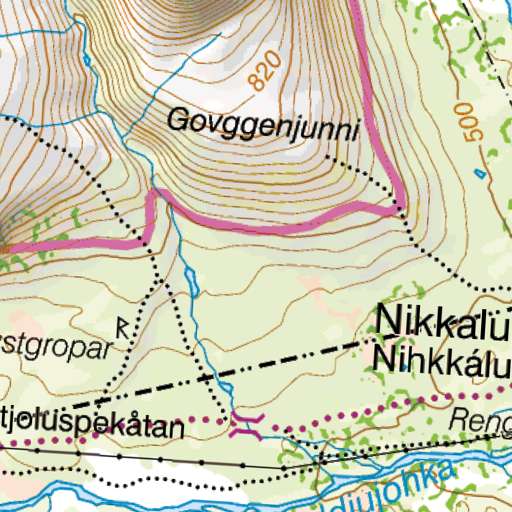 820
Govggenjunni
500
Nikkalu
Nihkkálu
R
stgropar
tjoluspekåtan
Reng
djujohka